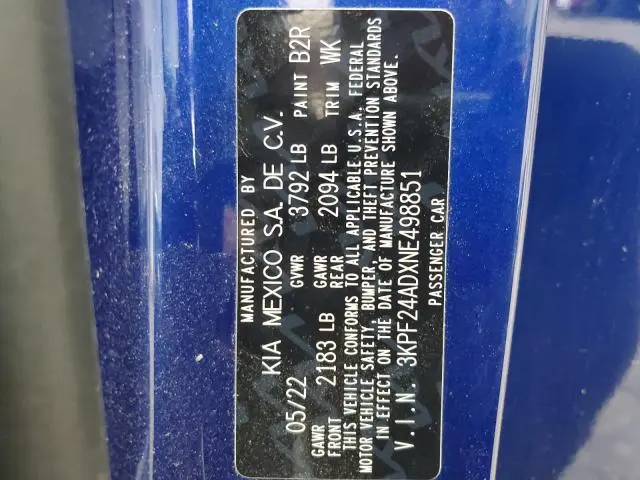 MANUFACTURED BY
KIA MEXICO S.A. DE C.V.
05/22 GVWR 3792 LB PAINT B2R
GAWR FRONT 2183 LB GAWR REAR 2094 LB TRIM WK
THIS VEHICLE CONFORMS TO ALL APPLICABLE U.S.A. FEDERAL
MOTOR VEHICLE SAFETY, BUMPER, AND THEFT PREVENTION STANDARDS
IN EFFECT ON THE DATE OF MANUFACTURE SHOWN ABOVE.
V.I.N. 3KPF24ADXNE498851
PASSENGER CAR